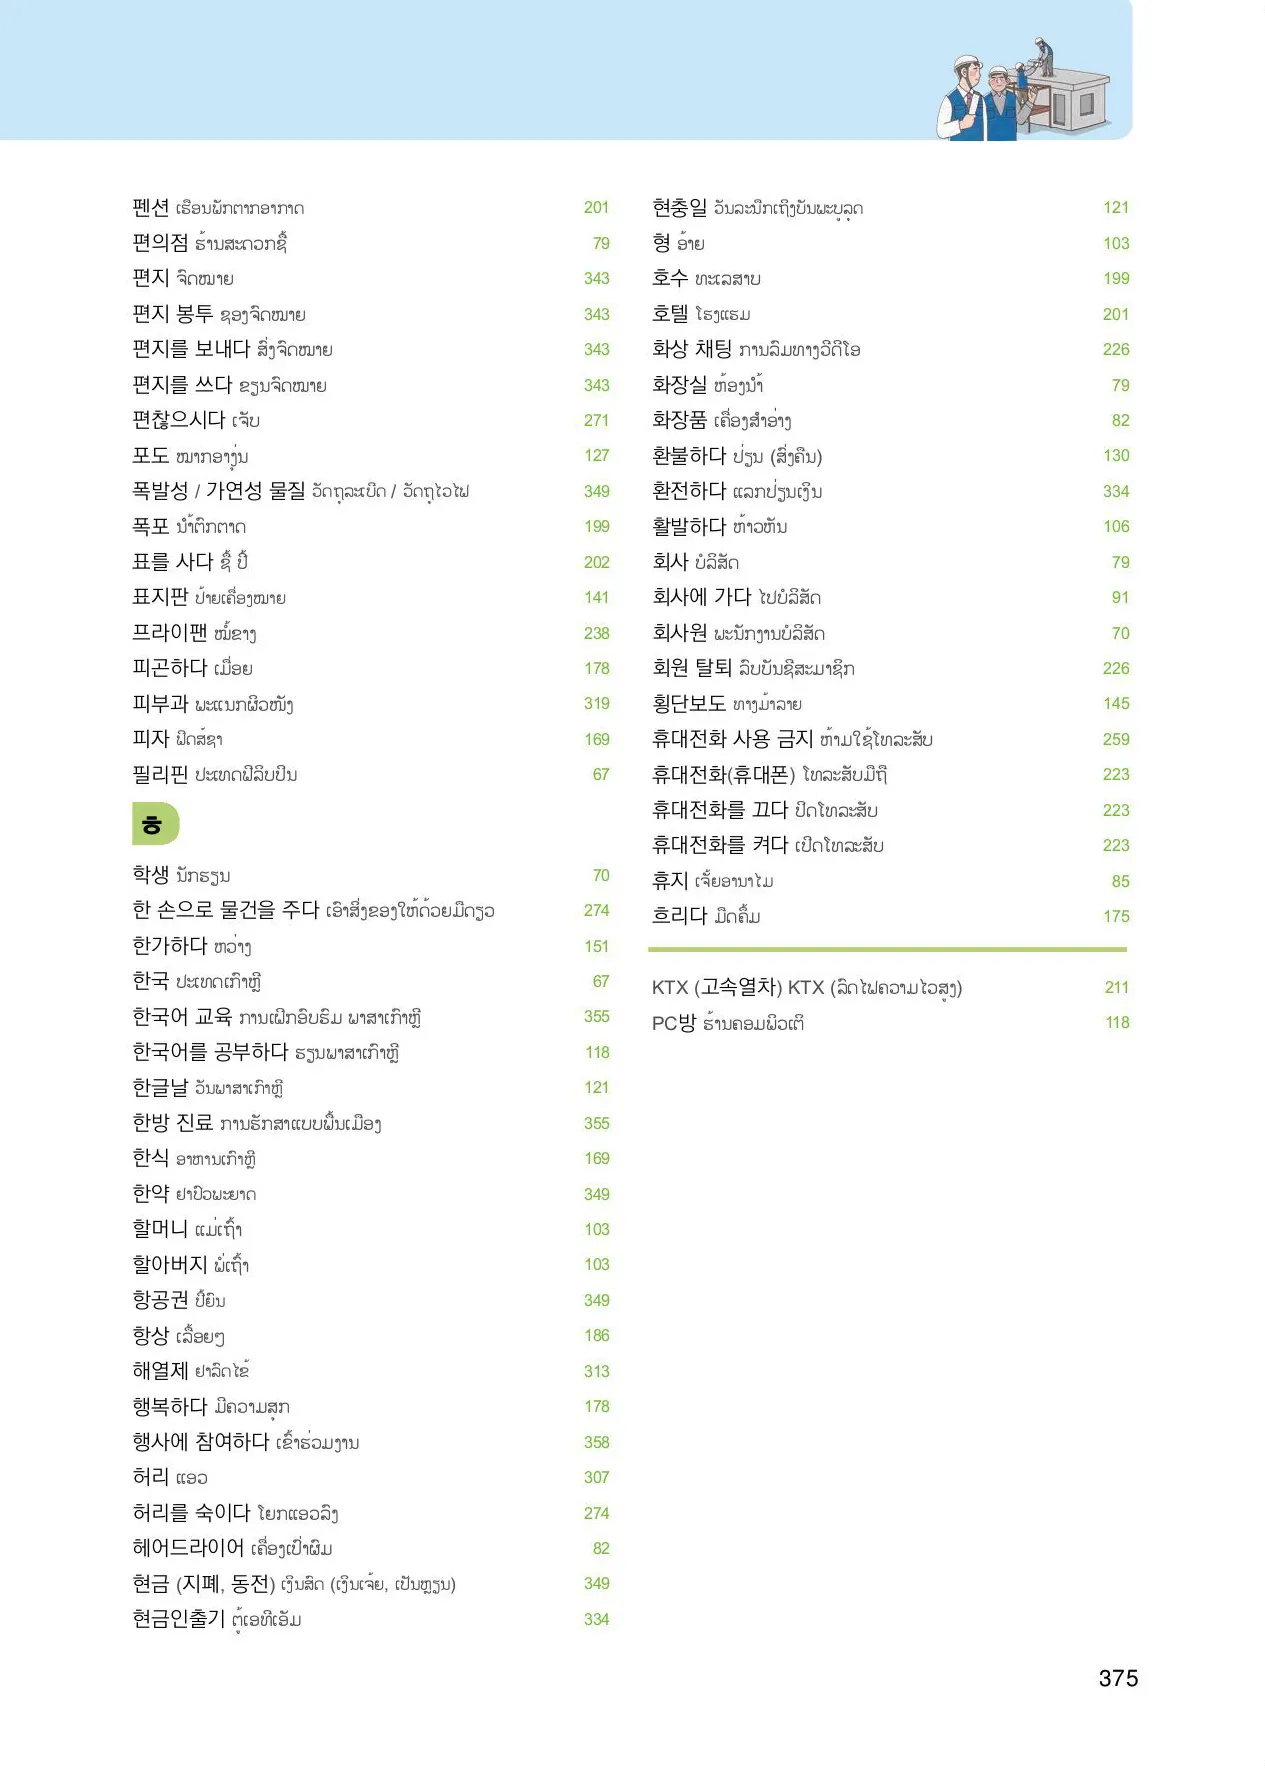 펜션 ເຮືອນພັກຕາກອາກາດ 201
편의점 ຮ້ານສະດວກຊື້ 79
편지 ຈົດໝາຍ 343
편지 봉투 ຊອງຈົດໝາຍ 343
편지를 보내다 ສົ່ງຈົດໝາຍ 343
편지를 쓰다 ຂຽນຈົດໝາຍ 343
편찮으시다 ເຈັບ 271
포도 ໝາກອາງຸ່ນ 127
폭발성 / 가연성 물질 ວັດຖຸລະເບີດ / ວັດຖຸໄວໄຟ 349
폭포 ນ້ຳຕົກຕາດ 199
표를 사다 ຊື້ ປີ້ 202
표지판 ປ້າຍເຄື່ອງໝາຍ 141
프라이팬 ໝໍ້ຂາງ 238
피곤하다 ເມື່ອຍ 178
피부과 ພະແນກຜິວໜັງ 319
피자 ພິດສ້ຊາ 169
필리핀 ປະເທດຟີລິບປິນ 67
ㅎ
학생 ນັກຮຽນ 70
한 손으로 물건을 주다 ເອົາສິ່ງຂອງໃຫ້ດ້ວຍມືດຽວ 274
한가하다 ຫວ່າງ 151
한국 ປະເທດເກົາຫຼີ 67
한국어 교육 ການເຝິກອົບຮົມ ພາສາເກົາຫຼີ 355
한국어를 공부하다 ຮຽນພາສາເກົາຫຼີ 118
한글날 ວັນພາສາເກົາຫຼີ 121
한방 진료 ການຮັກສາແບບພື້ນເມືອງ 355
한식 ອາຫານເກົາຫຼີ 169
한약 ຢາປົວພະຍາດ 349
할머니 ແມ່ເຖົ້າ 103
할아버지 ພໍ່ເຖົ້າ 103
항공권 ປີ້ຍົນ 349
항상 ເລື້ອຍໆ 186
해열제 ຢາລົດໄຂ້ 313
행복하다 ມີຄວາມສຸກ 178
행사에 참여하다 ເຂົ້າຮ່ວມງານ 358
허리 ແອວ 307
허리를 숙이다 ໂຍກແອວລົງ 274
헤어드라이어 ເຄື່ອງເປົ່າຜົມ 82
현금 (지폐, 동전) ເງິນສົດ (ເງິນເຈ້ຍ, ເປັນຫຼຽນ) 349
현금인출기 ຕູ້ເອທີເອັມ 334
현충일 ວັນລະນຶກເຖິງບັນພະບູລຸດ 121
형 ອ້າຍ 103
호수 ທະເລສາບ 199
호텔 ໂຮງແຮມ 201
화상 채팅 ການລົມທາງວີດີໂອ 226
화장실 ຫ້ອງນ້ຳ 79
화장품 ເຄື່ອງສຳອ່າງ 82
환불하다 ປ່ຽນ (ສົ່ງຄືນ) 130
환전하다 ແລກປ່ຽນເງິນ 334
활발하다 ຫ້າວຫັນ 106
회사 ບໍລິສັດ 79
회사에 가다 ໄປບໍລິສັດ 91
회사원 ພະນັກງານບໍລິສັດ 70
회원 탈퇴 ລົບບັນຊີສະມາຊິກ 226
횡단보도 ທາງມ້າລາຍ 145
휴대전화 사용 금지 ຫ້າມໃຊ້ໂທລະສັບ 259
휴대전화(휴대폰) ໂທລະສັບມືຖື 223
휴대전화를 끄다 ປິດໂທລະສັບ 223
휴대전화를 켜다 ເປີດໂທລະສັບ 223
휴지 ເຈັ້ຍອານາໄມ 85
흐리다 ມືດຄຶ້ມ 175
KTX (고속열차) KTX (ລົດໄຟຄວາມໄວສູງ) 211
PC방 ຮ້ານຄອມພິວເຕີ 118
375